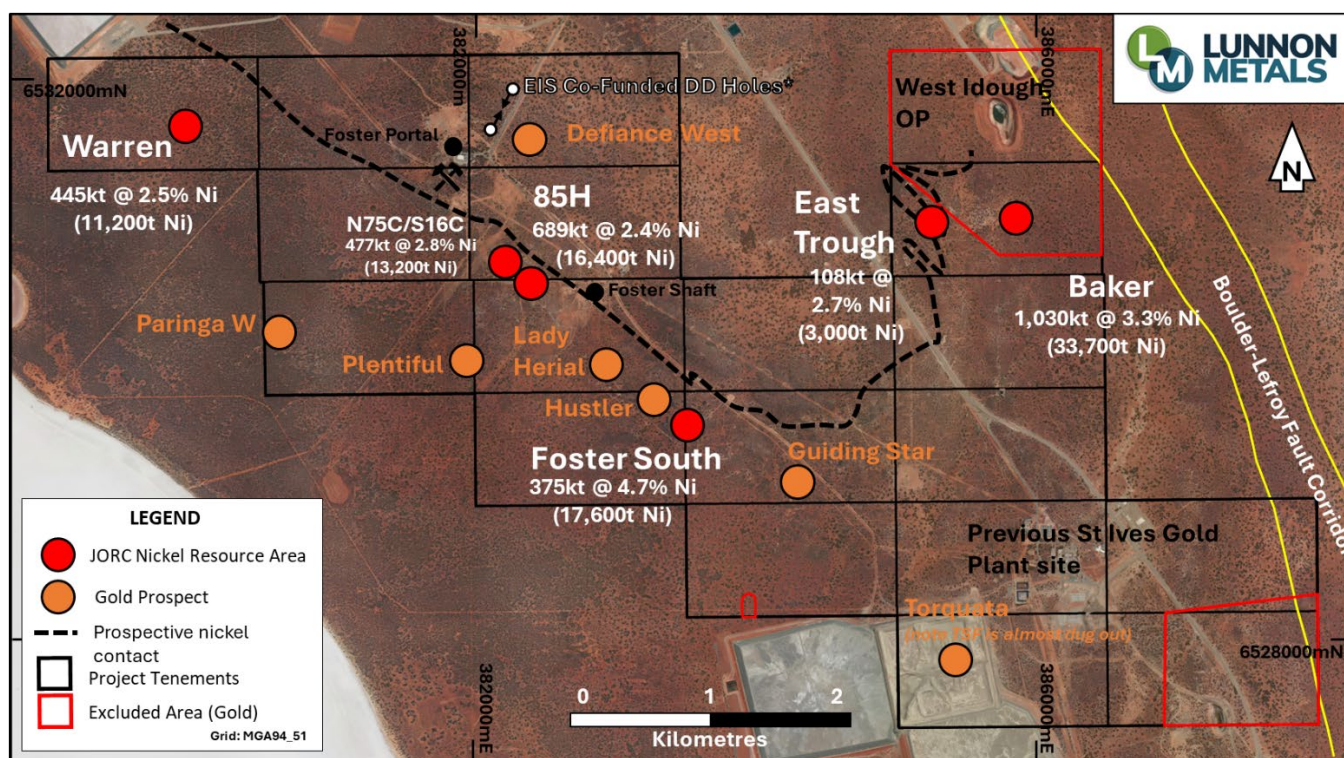 LM
LUNNON
METALS
382000m
386000mE
6532000mN
EIS Co-Funded DD Holes*
West Idough
OP
Foster Portal
Defiance West
Warren
445kt @ 2.5% Ni
(11,200t Ni)
N75C/S16C
477kt @ 2.8% Ni
(13,200t Ni)
85H
689kt @ 2.4% Ni
(16,400t Ni)
East
Trough
108kt @
2.7% Ni
(3,000t Ni)
N
Foster Shaft
Baker
1,030kt @ 3.3% Ni
(33,700t Ni)
Boulder-Lefroy Fault Corridor
Paringa W
Plentiful
Lady
Herial
Hustler
Foster South
375kt @ 4.7% Ni
(17,600t Ni)
Guiding Star
Previous St Ives Gold
Plant site
Torquata
(note TSF is almost dug out)
6528000mN
382000mE
386000mE
0 1 2
Kilometres
LEGEND
JORC Nickel Resource Area
Gold Prospect
Prospective nickel
contact
Project Tenements
Excluded Area (Gold)
Grid: MGA94_51